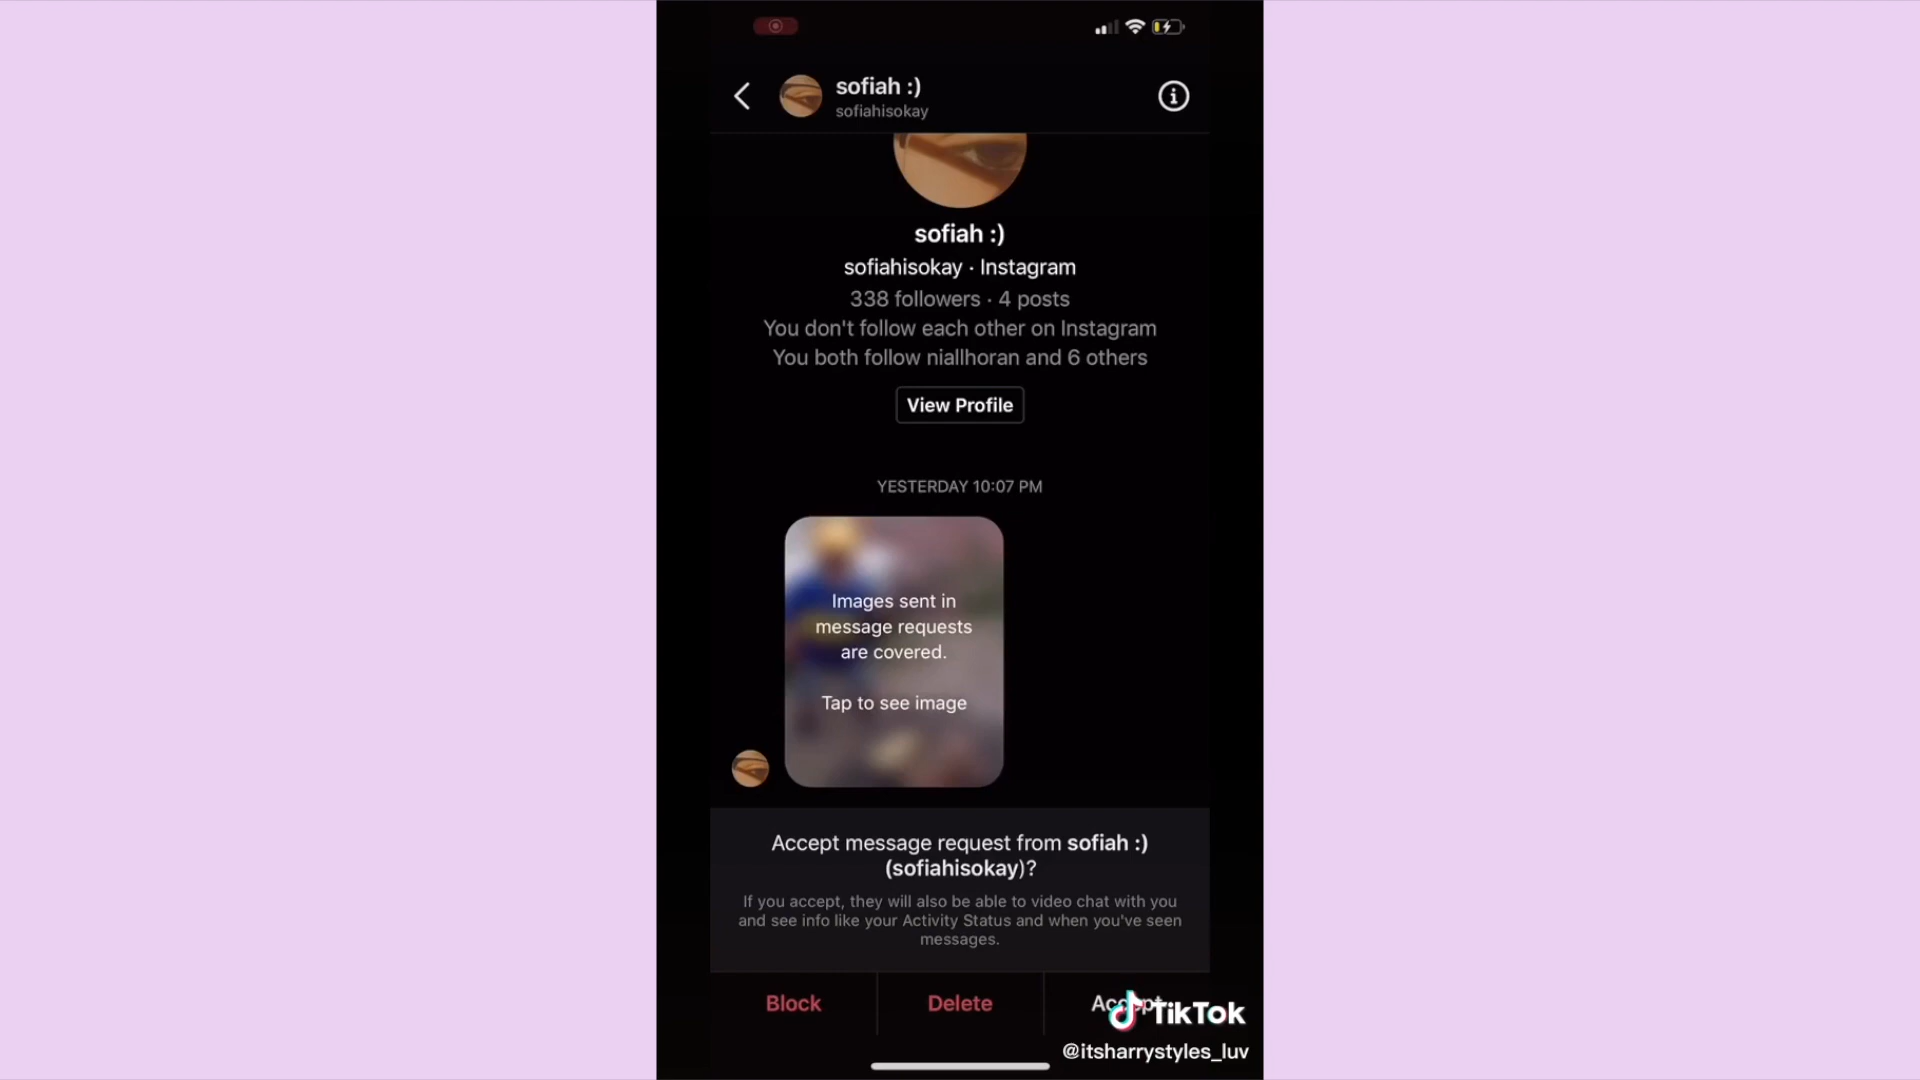 sofiah :)
sofiahisokay
sofiah :)
sofiahisokay · Instagram
338 followers · 4 posts
You don't follow each other on Instagram
You both follow niallhoran and 6 others
View Profile
YESTERDAY 10:07 PM
Images sent in
message requests
are covered.
Tap to see image
Accept message request from sofiah :)
(sofiahisokay)?
If you accept, they will also be able to video chat with you
and see info like your Activity Status and when you've seen
messages.
Block
Delete
Accept
TikTok
@itsharrystyles_luv